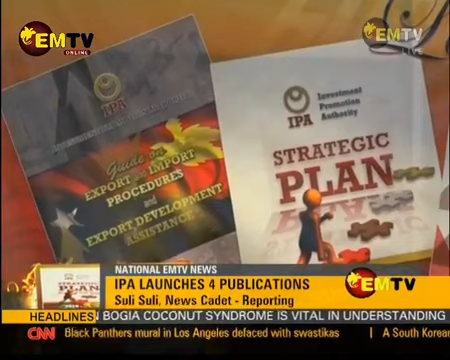 EMTV
ONLINE
EMTV
LIVE
IPA
Guide on
EXPORT and IMPORT
PROCEDURES
and
EXPORT DEVELOPMENT
ASSISTANCE
IPA
Investment
Promotion
Authority
STRATEGIC
PLAN
NATIONAL EMTV NEWS
IPA LAUNCHES 4 PUBLICATIONS
Suli Suli, News Cadet - Reporting
EMTV
HEADLINES
BOGIA COCONUT SYNDROME IS VITAL IN UNDERSTANDING
CNN
Black Panthers mural in Los Angeles defaced with swastikas | A South Korean